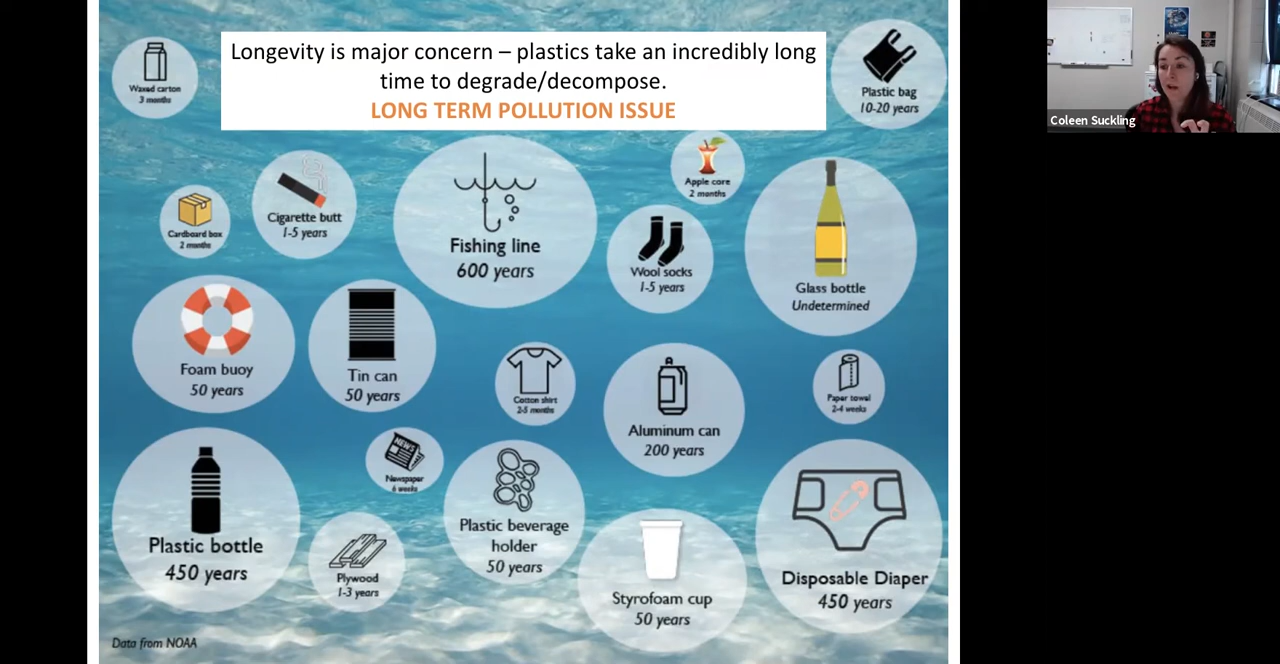 Longevity is major concern – plastics take an incredibly long
time to degrade/decompose.
LONG TERM POLLUTION ISSUE
Waxed carton
3 months
Plastic bag
10-20 years
Coleen Suckling
Cardboard box
2 months
Cigarette butt
1-5 years
Fishing line
600 years
Apple core
2 months
Wool socks
1-5 years
Glass bottle
Undetermined
Foam buoy
50 years
Tin can
50 years
Cotton shirt
2-5 months
Aluminum can
200 years
Paper towel
2-4 weeks
Plastic bottle
450 years
NEWS
Newspaper
6 weeks
Plywood
1-3 years
Plastic beverage
holder
50 years
Styrofoam cup
50 years
Disposable Diaper
450 years
Data from NOAA